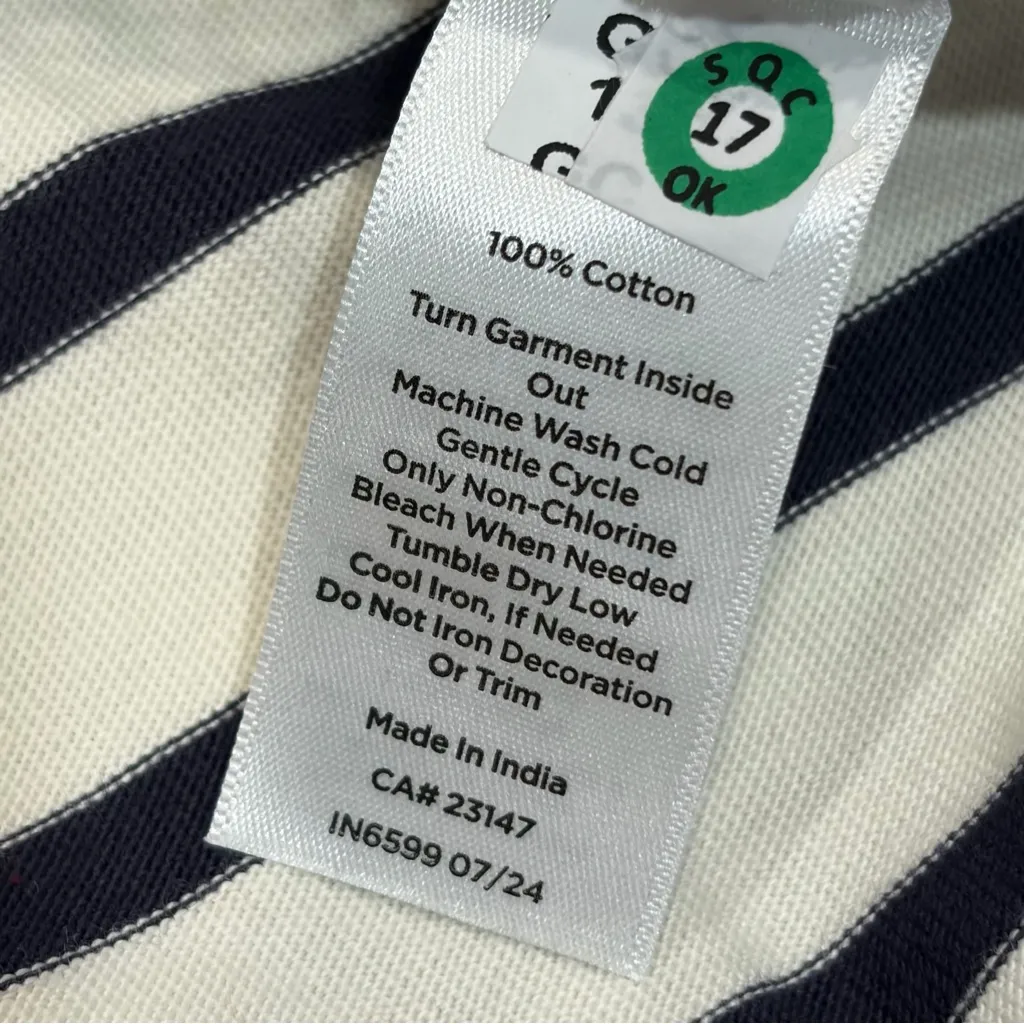 G
1
G
SQC
17
OK
100% Cotton
Turn Garment Inside
Out
Machine Wash Cold
Gentle Cycle
Only Non-Chlorine
Bleach When Needed
Tumble Dry Low
Cool Iron, If Needed
Do Not Iron Decoration
Or Trim
Made In India
CA# 23147
IN6599 07/24